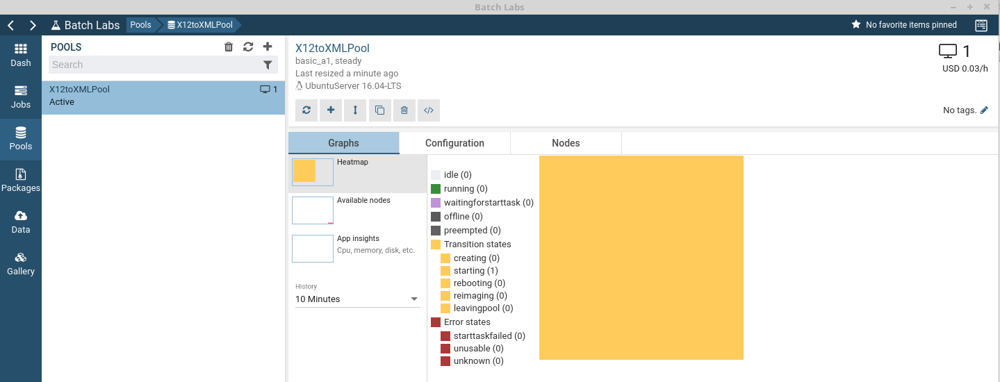 Batch Labs
Batch Labs
Pools
X12toXMLPool
No favorite items pinned
Dash
Jobs
Pools
Packages
Data
Gallery
POOLS
Search
X12toXMLPool
1
Active
X12toXMLPool
basic_a1, steady
Last resized a minute ago
UbuntuServer 16.04-LTS
1
USD 0.03/h
</>
No tags.
Graphs
Configuration
Nodes
Heatmap
Available nodes
App insights
Cpu, memory, disk, etc.
History
10 Minutes
idle (0)
running (0)
waitingforstarttask (0)
offline (0)
preempted (0)
Transition states
creating (0)
starting (1)
rebooting (0)
reimaging (0)
leavingpool (0)
Error states
starttaskfailed (0)
unusable (0)
unknown (0)